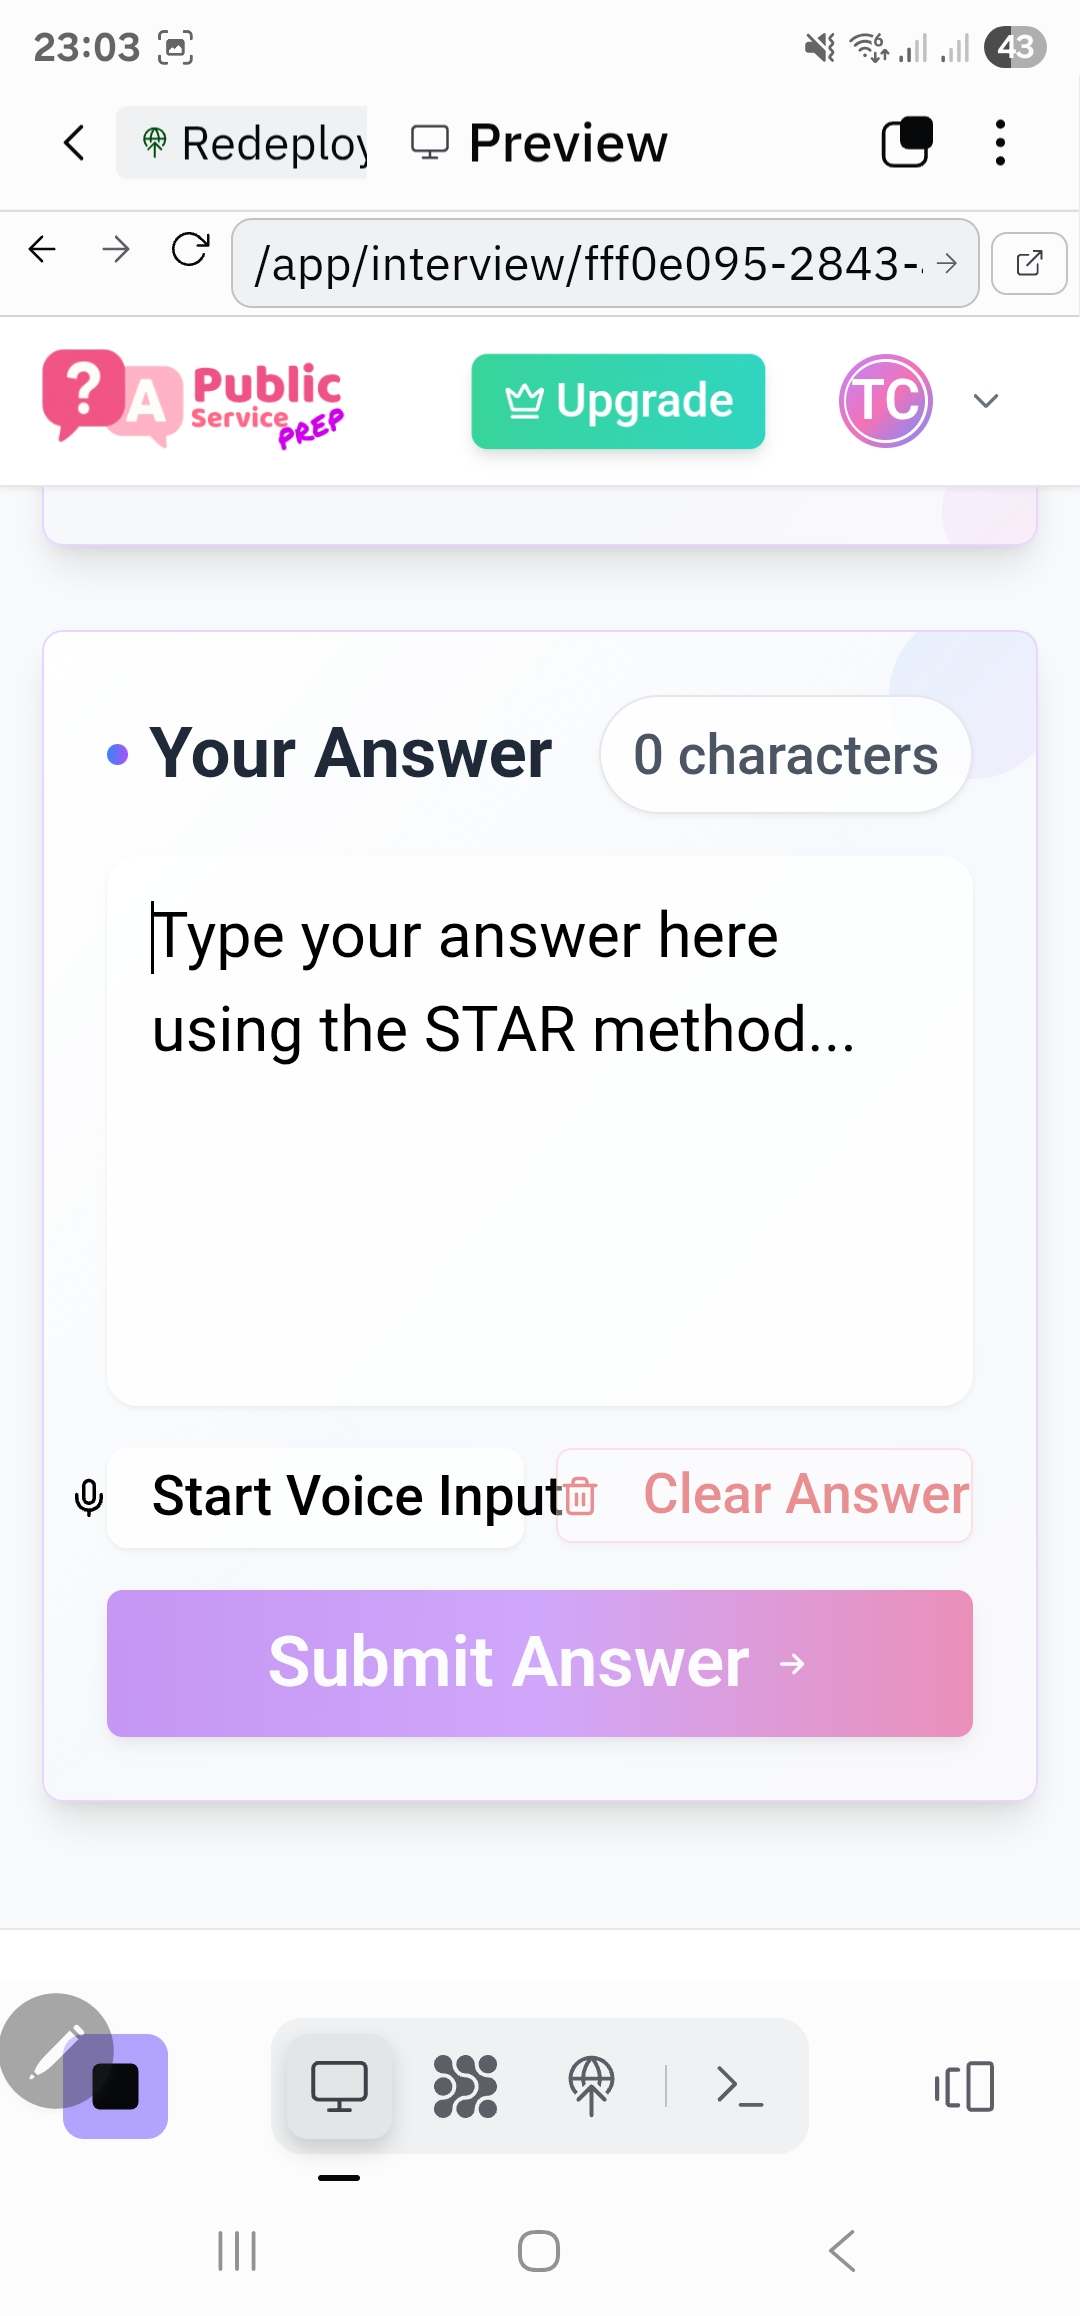 23:03
6
43
Redeploy
Preview
/app/interview/fff0e095-2843-
? A Public Service PREP
Upgrade
TC
Your Answer
0 characters
Type your answer here
using the STAR method...
Start Voice Input
Clear Answer
Submit Answer